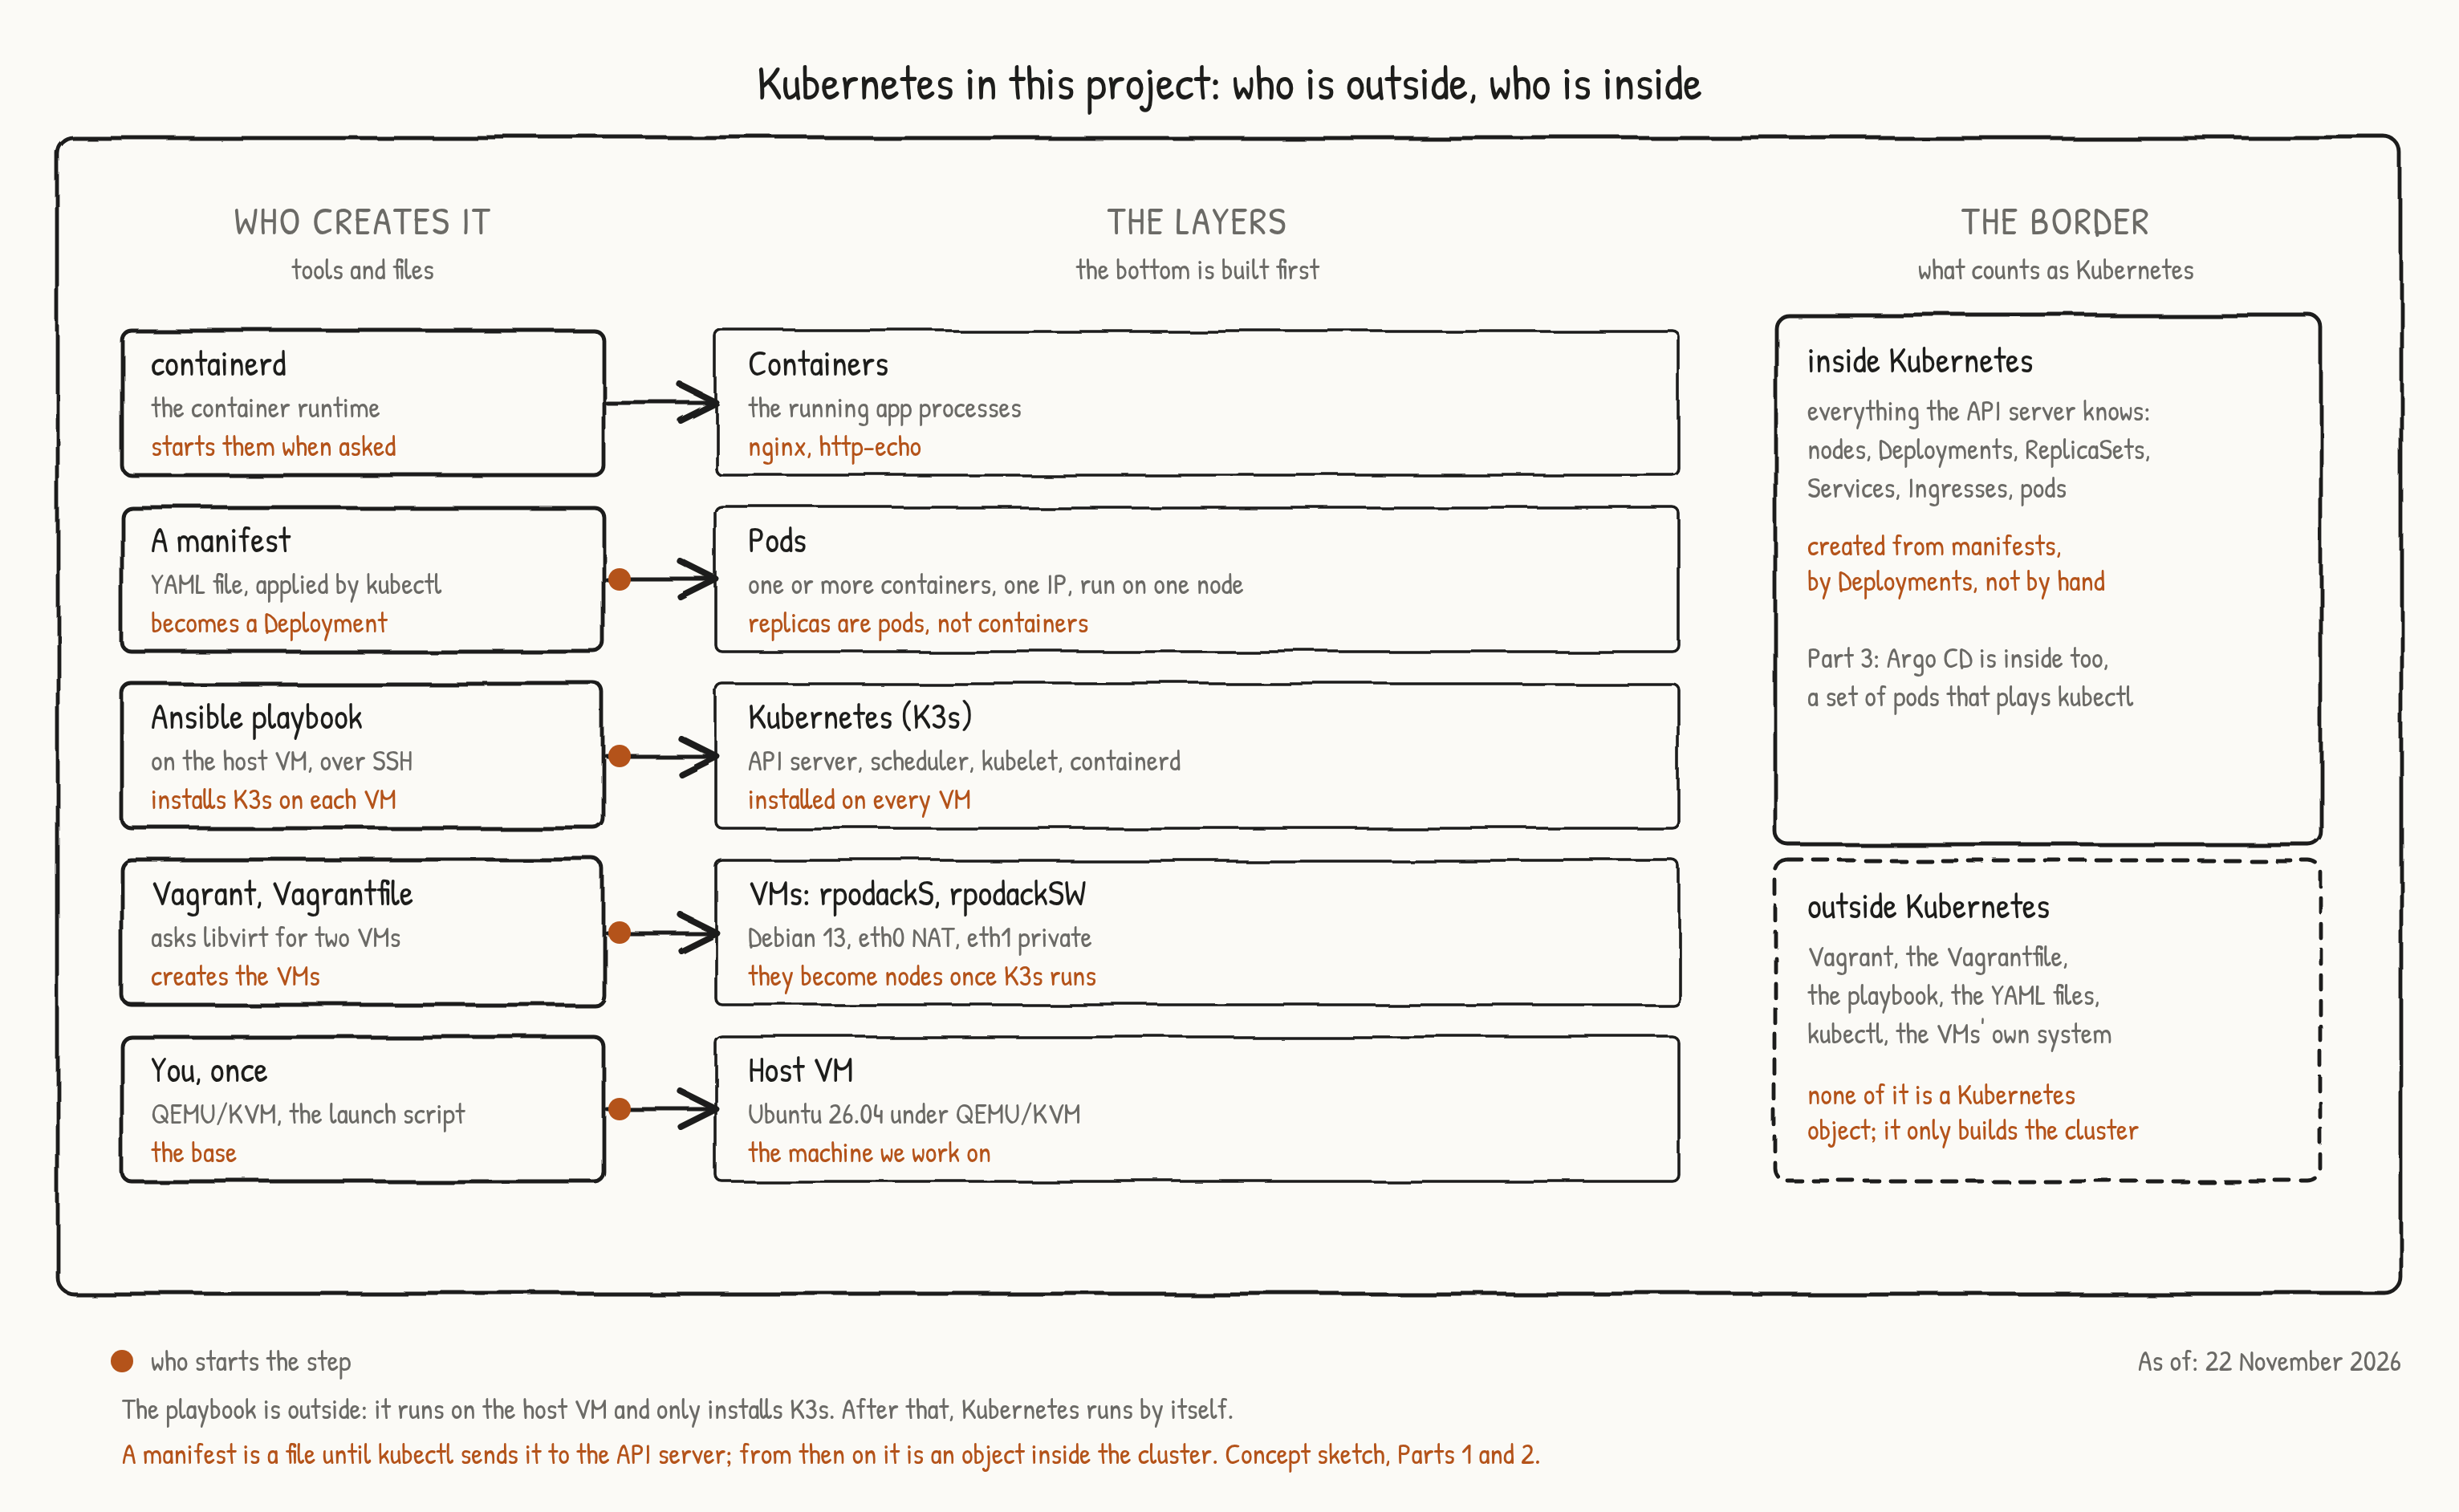 Kubernetes in this project: who is outside, who is inside
WHO CREATES IT
tools and files
containerd
the container runtime
starts them when asked
A manifest
YAML file, applied by kubectl
becomes a Deployment
Ansible playbook
on the host VM, over SSH
installs K3s on each VM
Vagrant, Vagrantfile
asks libvirt for two VMs
creates the VMs
You, once
QEMU/KVM, the launch script
the base
THE LAYERS
the bottom is built first
Containers
the running app processes
nginx, http-echo
Pods
one or more containers, one IP, run on one node
replicas are pods, not containers
Kubernetes (K3s)
API server, scheduler, kubelet, containerd
installed on every VM
VMs: rpodackS, rpodackSW
Debian 13, eth0 NAT, eth1 private
they become nodes once K3s runs
Host VM
Ubuntu 26.04 under QEMU/KVM
the machine we work on
THE BORDER
what counts as Kubernetes
inside Kubernetes
everything the API server knows:
nodes, Deployments, ReplicaSets,
Services, Ingresses, pods
created from manifests,
by Deployments, not by hand
Part 3: Argo CD is inside too,
a set of pods that plays kubectl
outside Kubernetes
Vagrant, the Vagrantfile,
the playbook, the YAML files,
kubectl, the VMs' own system
none of it is a Kubernetes
object; it only builds the cluster
who starts the step
As of: 22 November 2026
The playbook is outside: it runs on the host VM and only installs K3s. After that, Kubernetes runs by itself.
A manifest is a file until kubectl sends it to the API server; from then on it is an object inside the cluster. Concept sketch, Parts 1 and 2.